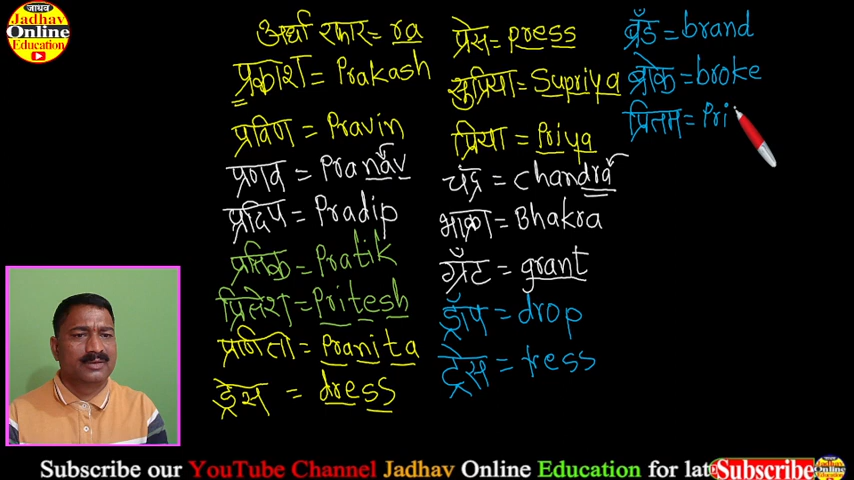 जाधव
Jadhav
Online
Education
अर्धा रकार = ra
प्रकाश = Prakash
प्रविण = Pravin
प्रणव = Pranav
प्रदिप = Pradip
प्रतिक = Pratik
प्रितेश = Pritesh
प्रणिता = Pranita
ड्रेस = dress
प्रेस = press
सुप्रिया = Supriya
प्रिया = Priya
चंद्र = chandra
भाक्रा = Bhakra
ग्रँट = grant
ड्रॉप = drop
ट्रेस = tress
ब्रँड = brand
ब्रोक = broke
प्रितम = Pri
Subscribe our YouTube Channel Jadhav Online Education for lat
Subscribe